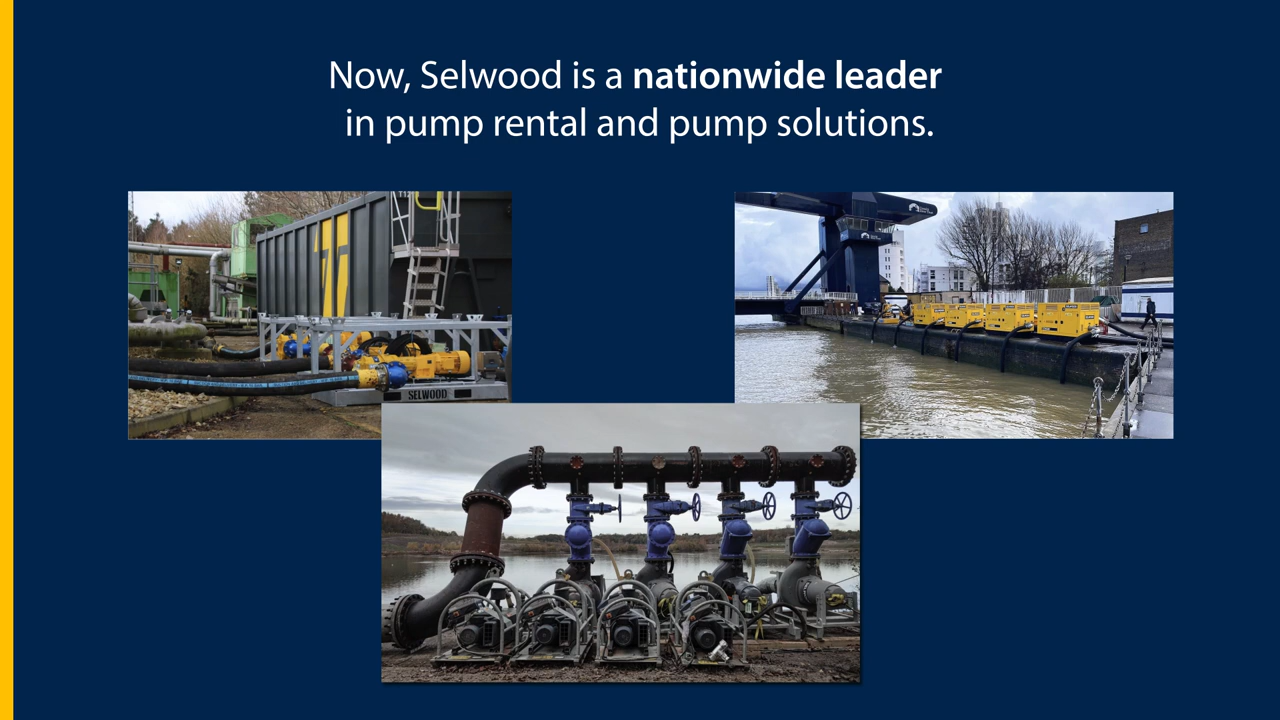 Now, Selwood is a nationwide leader
in pump rental and pump solutions.
SELWOOD